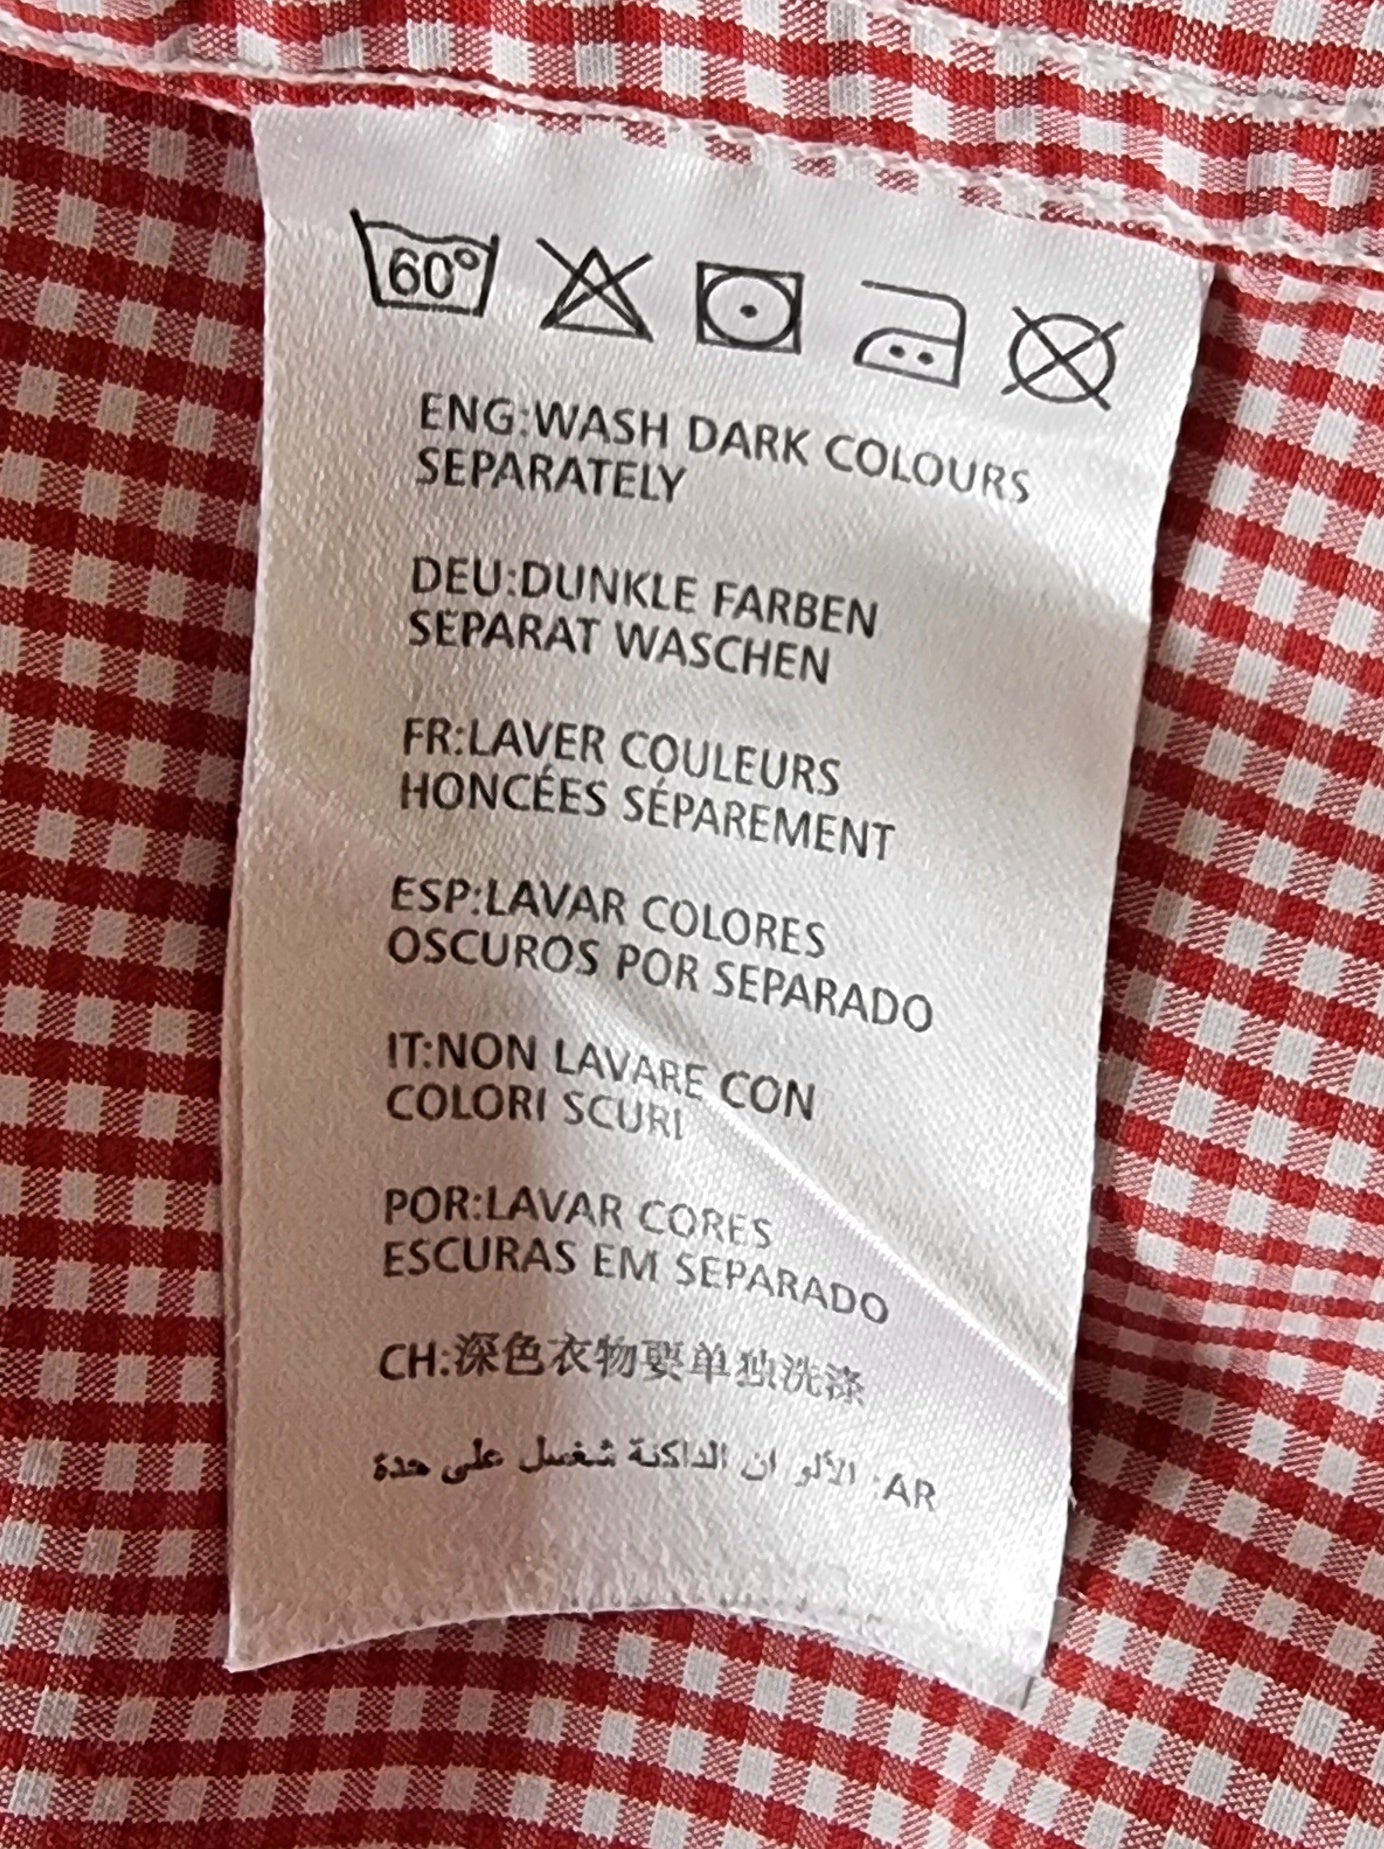 60°
ENG:WASH DARK COLOURS
SEPARATELY
DEU:DUNKLE FARBEN
SEPARAT WASCHEN
FR:LAVER COULEURS
HONCÉES SÉPAREMENT
ESP:LAVAR COLORES
OSCUROS POR SEPARADO
IT:NON LAVARE CON
COLORI SCURI
POR:LAVAR CORES
ESCURAS EM SEPARADO
CH:深色衣物要单独洗涤
AR: الألو ان الداكنة شغسل على حدة